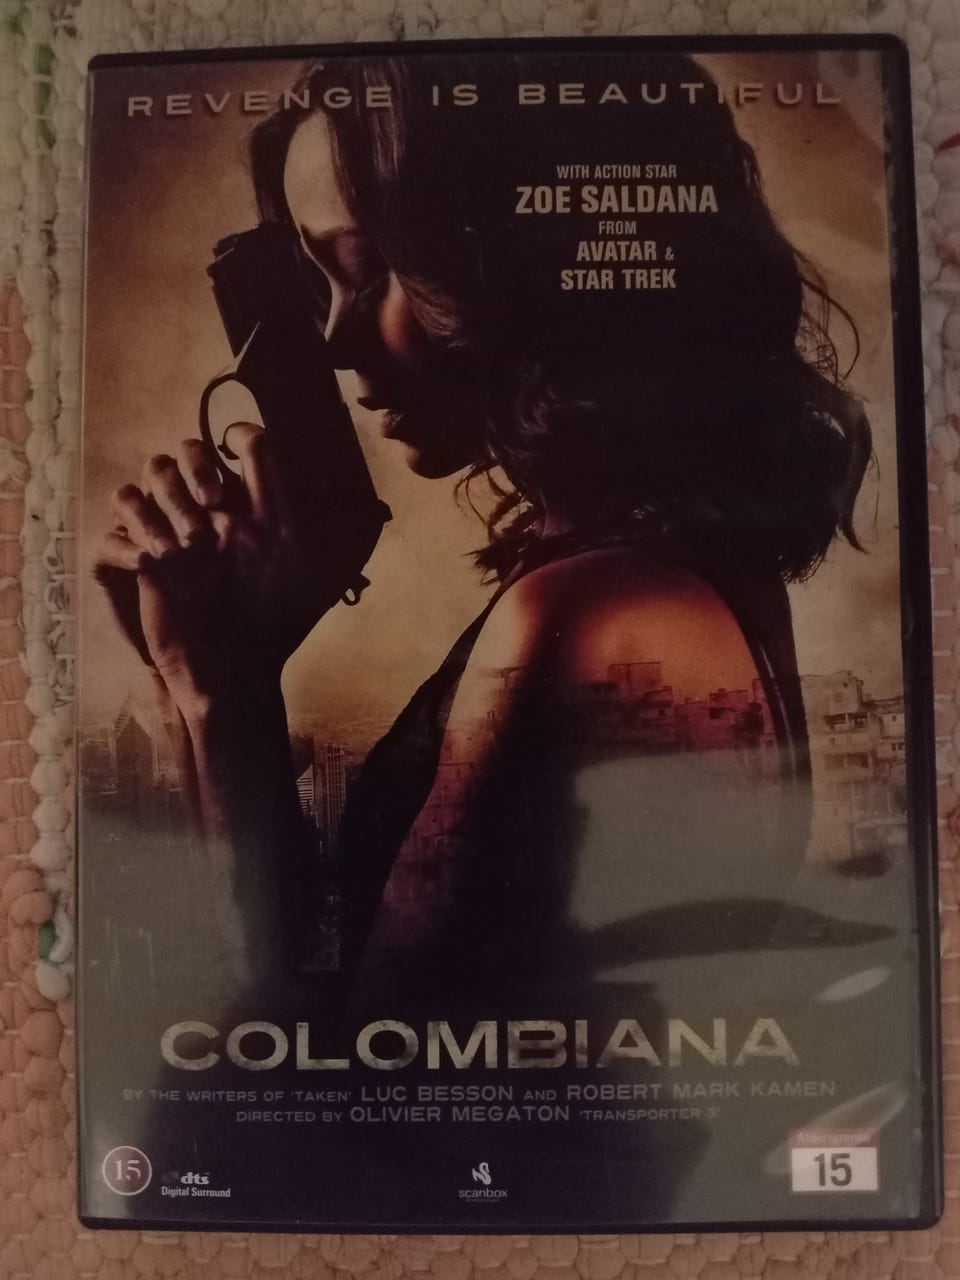 REVENGE IS BEAUTIFUL
WITH ACTION STAR
ZOE SALDANA
FROM
AVATAR &
STAR TREK
COLOMBIANA
BY THE WRITERS OF 'TAKEN' LUC BESSON AND ROBERT MARK KAMEN
DIRECTED BY OLIVIER MEGATON 'TRANSPORTER 3'
15
dts
Digital Surround
scanbox
Aldersgrense
15